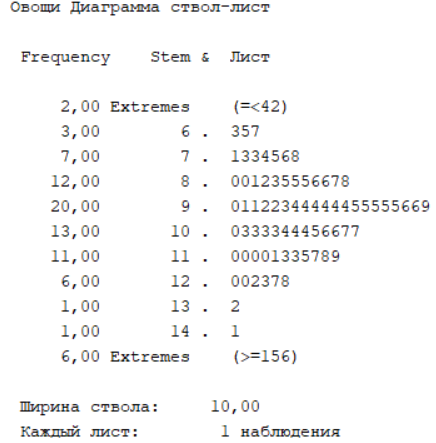 Овощи Диаграмма ствол-лист
Frequency Stem & Лист
2,00 Extremes (=<42)
3,00 6 . 357
7,00 7 . 1334568
12,00 8 . 001235556678
20,00 9 . 01122344444455555669
13,00 10 . 0333344456677
11,00 11 . 00001335789
6,00 12 . 002378
1,00 13 . 2
1,00 14 . 1
6,00 Extremes (>=156)
Ширина ствола: 10,00
Каждый лист: 1 наблюдения